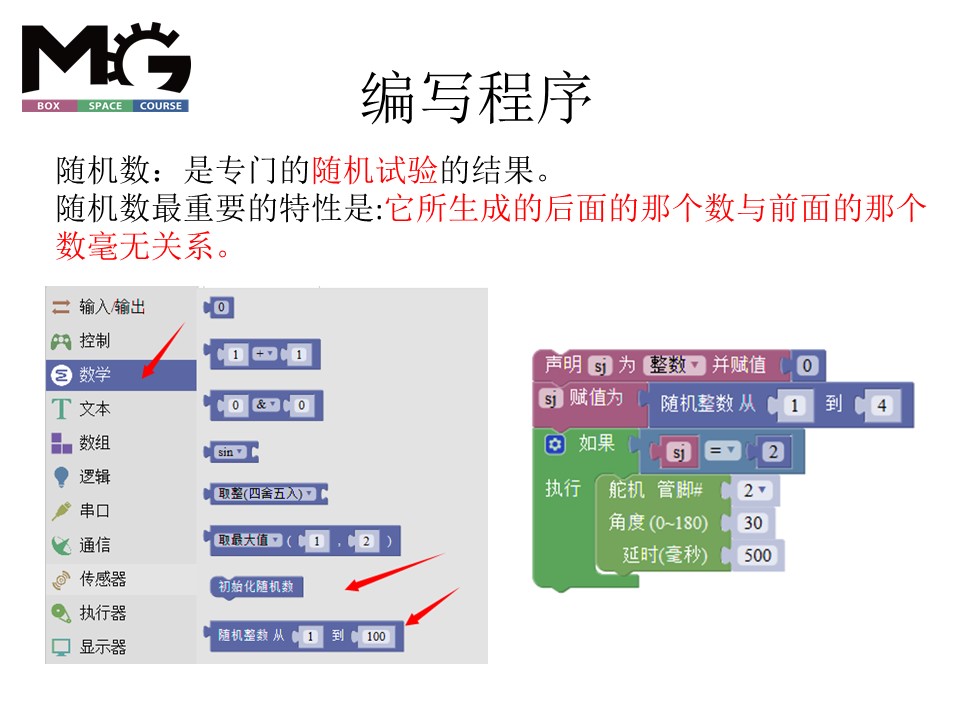 MG
BOX SPACE COURSE
编写程序
随机数：是专门的随机试验的结果。
随机数最重要的特性是:它所生成的后面的那个数与前面的那个
数毫无关系。
输入/输出
控制
数学
文本
数组
逻辑
串口
通信
传感器
执行器
显示器
0
1 + 1
0 & 0
sin
取整(四舍五入)
取最大值 ( 1 , 2 )
初始化随机数
随机整数 从 1 到 100
声明 sj 为 整数 并赋值 0
sj 赋值为 随机整数 从 1 到 4
如果 sj = 2
执行 舵机 管脚# 2
角度(0~180) 30
延时(毫秒) 500